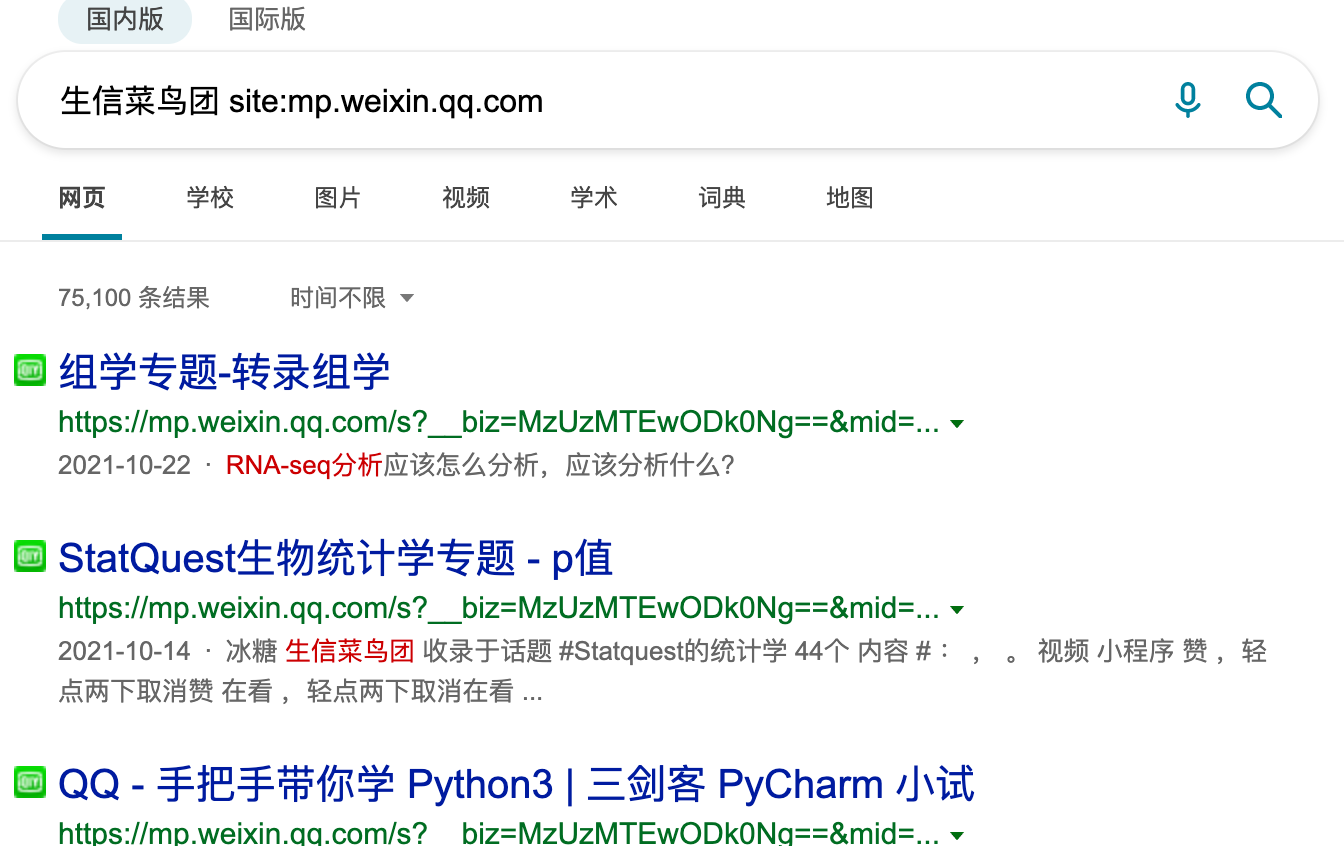 国内版 国际版
生信菜鸟团 site:mp.weixin.qq.com
网页 学校 图片 视频 学术 词典 地图
75,100 条结果 时间不限
组学专题-转录组学
https://mp.weixin.qq.com/s?__biz=MzUzMTEwODk0Ng==&mid=...
2021-10-22 · RNA-seq分析应该怎么分析，应该分析什么?
StatQuest生物统计学专题 - p值
https://mp.weixin.qq.com/s?__biz=MzUzMTEwODk0Ng==&mid=...
2021-10-14 · 冰糖 生信菜鸟团 收录于话题 #Statquest的统计学 44个 内容 #： ， 。 视频 小程序 赞 ，轻
点两下取消赞 在看 ，轻点两下取消在看 ...
QQ - 手把手带你学 Python3 | 三剑客 PyCharm 小试
https://mp.weixin.qq.com/s?__biz=MzUzMTEwODk0Ng==&mid=...